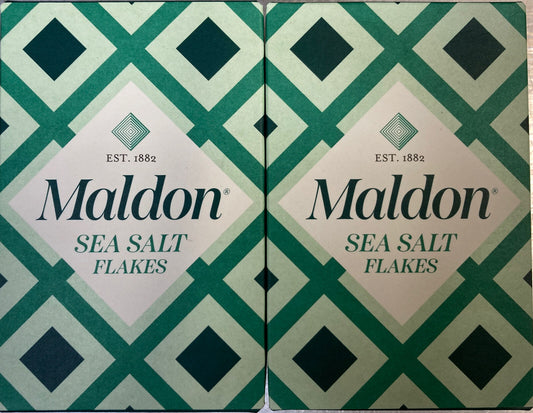 EST. 1882
Maldon®
SEA SALT
FLAKES
EST. 1882
Maldon®
SEA SALT
FLAKES